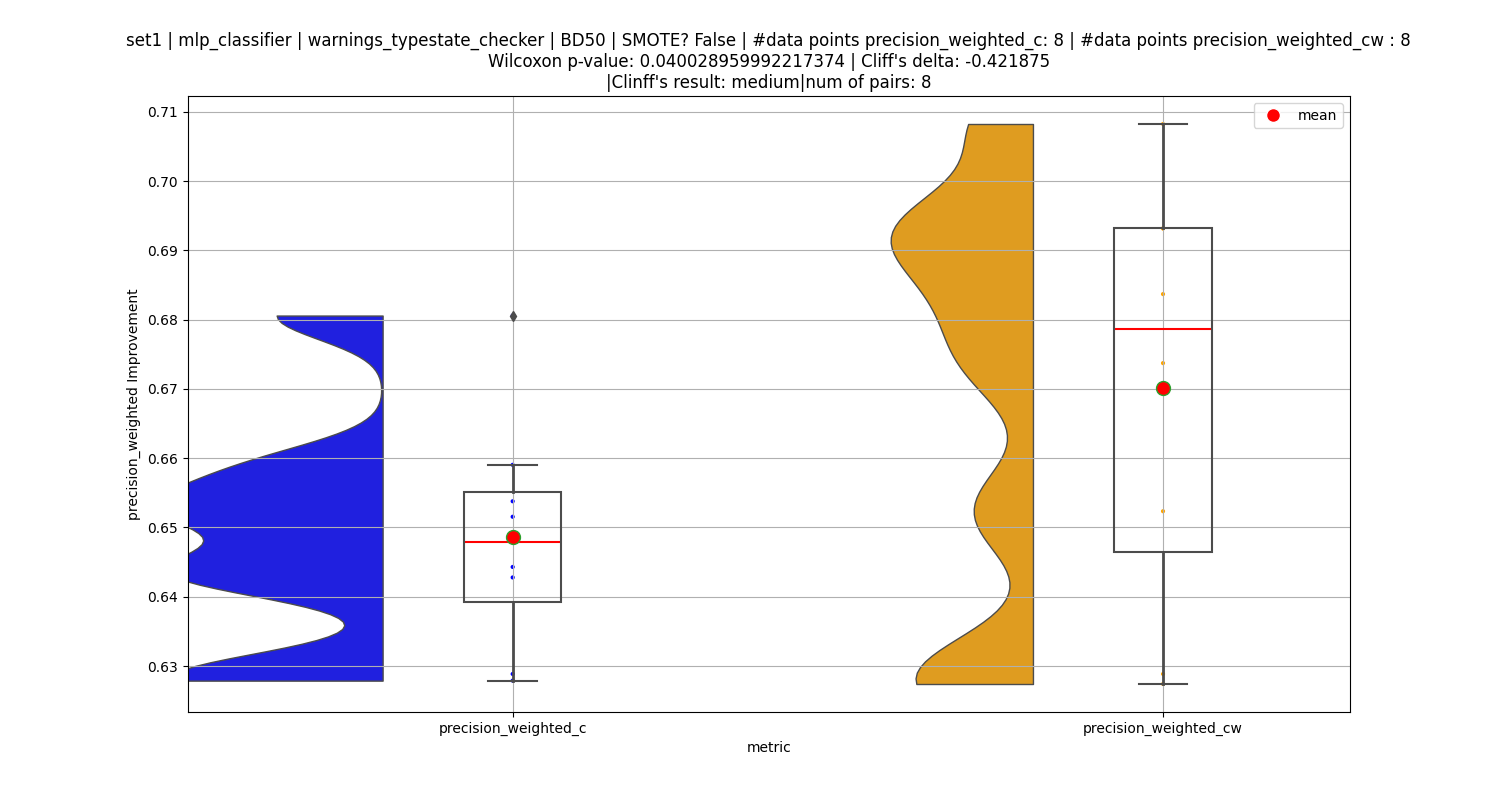 set1 | mlp_classifier | warnings_typestate_checker | BD50 | SMOTE? False | #data points precision_weighted_c: 8 | #data points precision_weighted_cw : 8
Wilcoxon p-value: 0.040028959992217374 | Cliff's delta: -0.421875
|Clinff's result: medium|num of pairs: 8
mean
0.71
0.70
0.69
0.68
0.67
0.66
0.65
0.64
0.63
precision_weighted Improvement
precision_weighted_c
precision_weighted_cw
metric